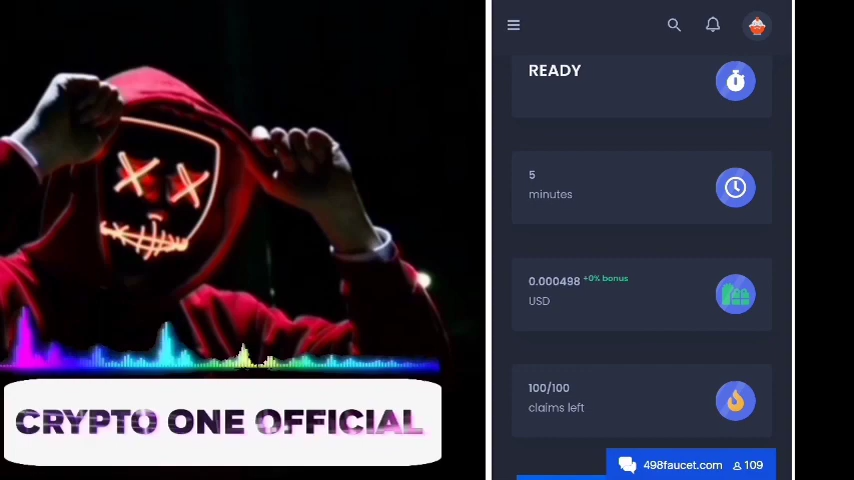 CRYPTO ONE OFFICIAL
READY
5
minutes
0.000498 +0% bonus
USD
100/100
claims left
498faucet.com 109